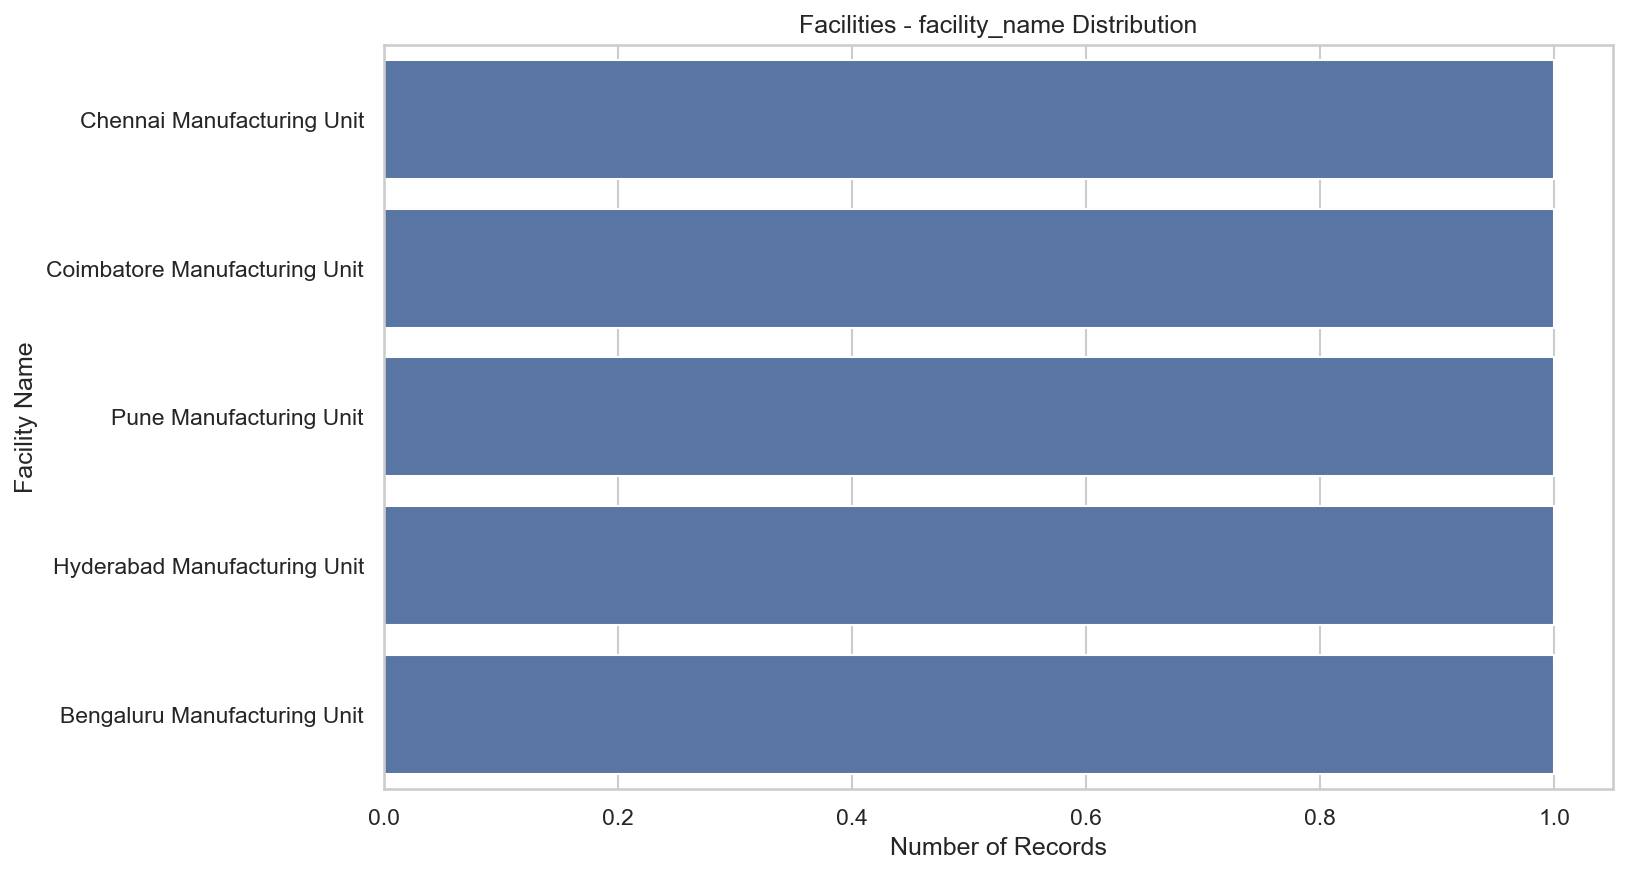 Facilities - facility_name Distribution
Facility Name
Chennai Manufacturing Unit
Coimbatore Manufacturing Unit
Pune Manufacturing Unit
Hyderabad Manufacturing Unit
Bengaluru Manufacturing Unit
0.0 0.2 0.4 0.6 0.8 1.0
Number of Records